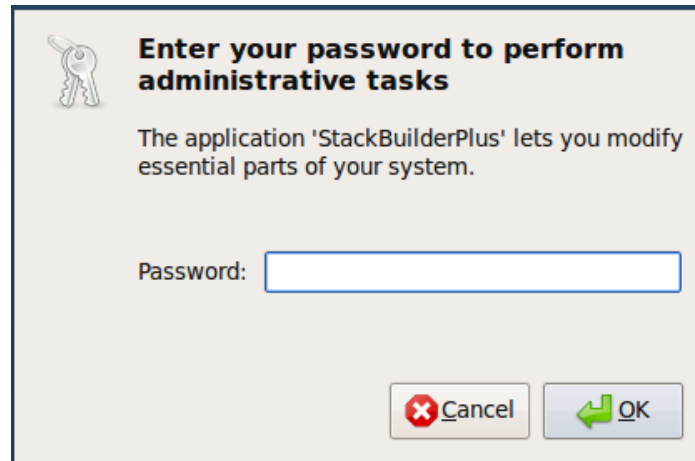 Enter your password to perform
administrative tasks
The application 'StackBuilderPlus' lets you modify
essential parts of your system.
Password:
Cancel
OK